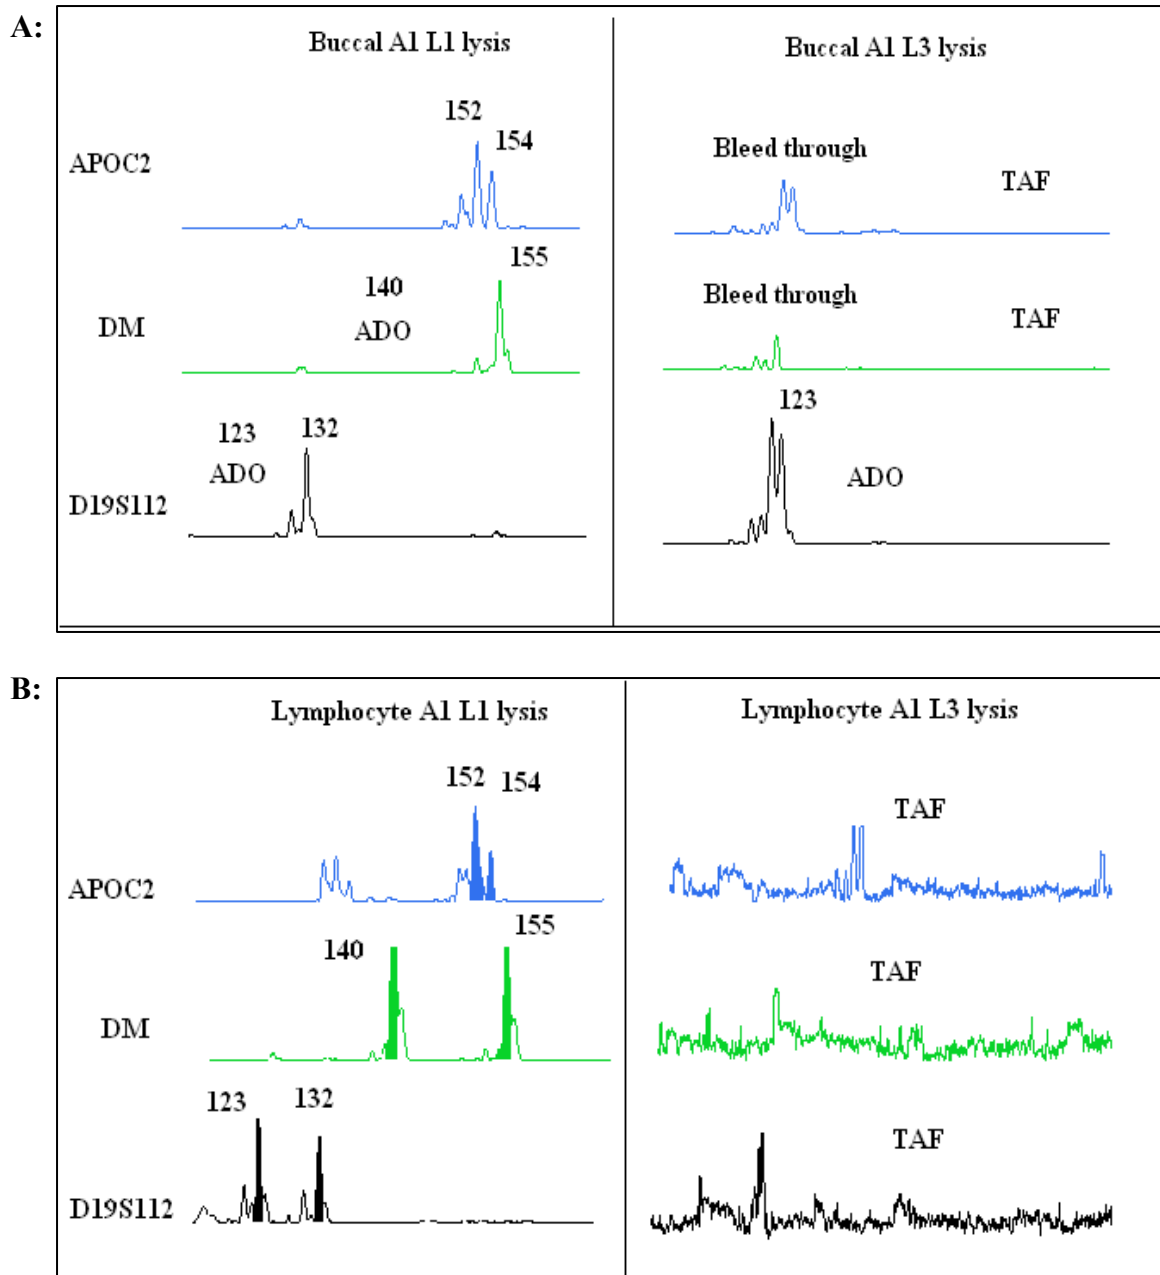 A:
Buccal A1 L1 lysis
Buccal A1 L3 lysis
152
154
APOC2
Bleed through
TAF
155
140
ADO
DM
Bleed through
TAF
123
132
ADO
D19S112
123
ADO
B:
Lymphocyte A1 L1 lysis
Lymphocyte A1 L3 lysis
152
154
APOC2
TAF
155
140
DM
TAF
123
132
D19S112
TAF